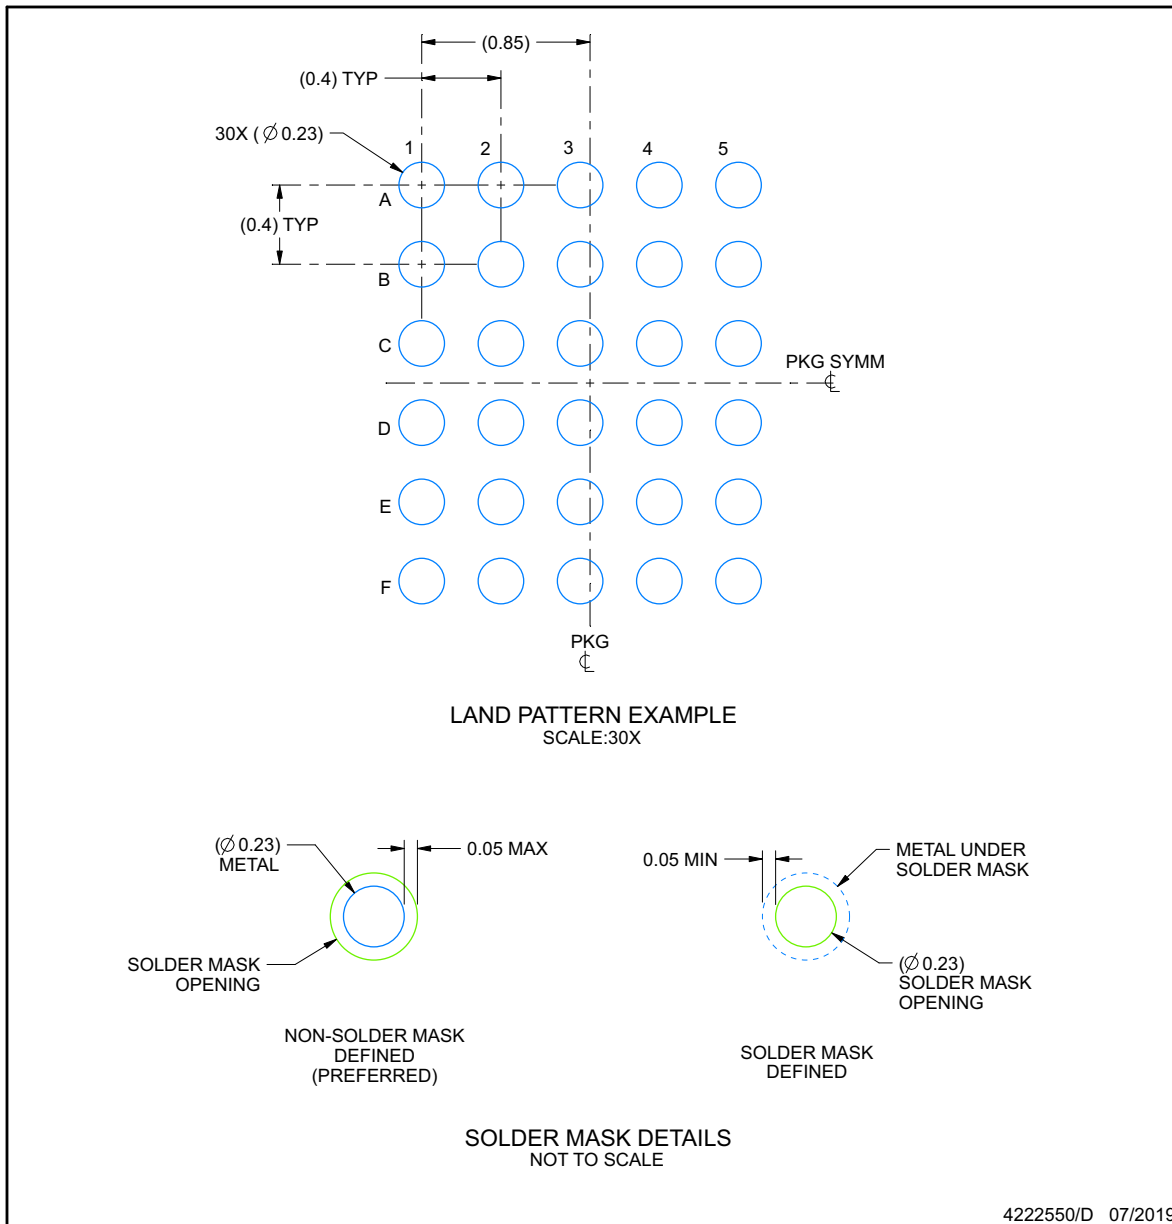 (0.85)
(0.4) TYP
30X (∅0.23)
1 2 3 4 5
A
(0.4) TYP
B
C
PKG SYMM
℄
D
E
F
PKG
℄
LAND PATTERN EXAMPLE
SCALE:30X
(∅0.23)
METAL
0.05 MAX
SOLDER MASK
OPENING
NON-SOLDER MASK
DEFINED
(PREFERRED)
0.05 MIN
METAL UNDER
SOLDER MASK
(∅0.23)
SOLDER MASK
OPENING
SOLDER MASK
DEFINED
SOLDER MASK DETAILS
NOT TO SCALE
4222550/D 07/2019